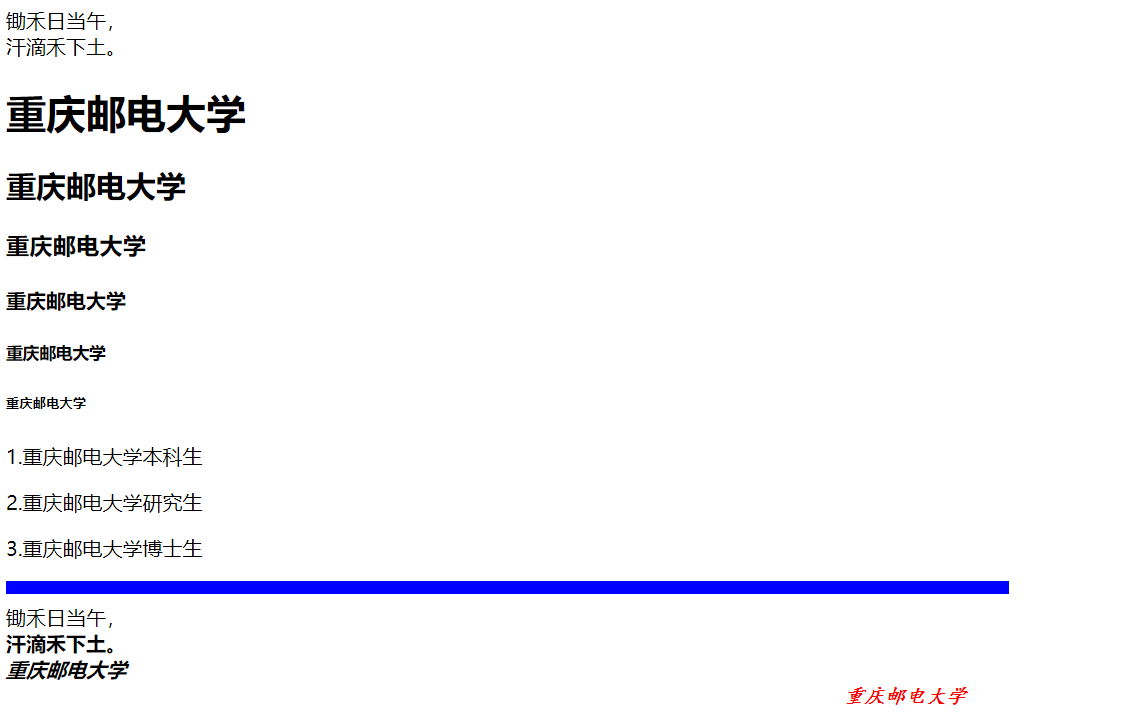 锄禾日当午，
汗滴禾下土。
重庆邮电大学
重庆邮电大学
重庆邮电大学
重庆邮电大学
重庆邮电大学
重庆邮电大学
1.重庆邮电大学本科生
2.重庆邮电大学研究生
3.重庆邮电大学博士生
锄禾日当午，
汗滴禾下土。
重庆邮电大学
重庆邮电大学